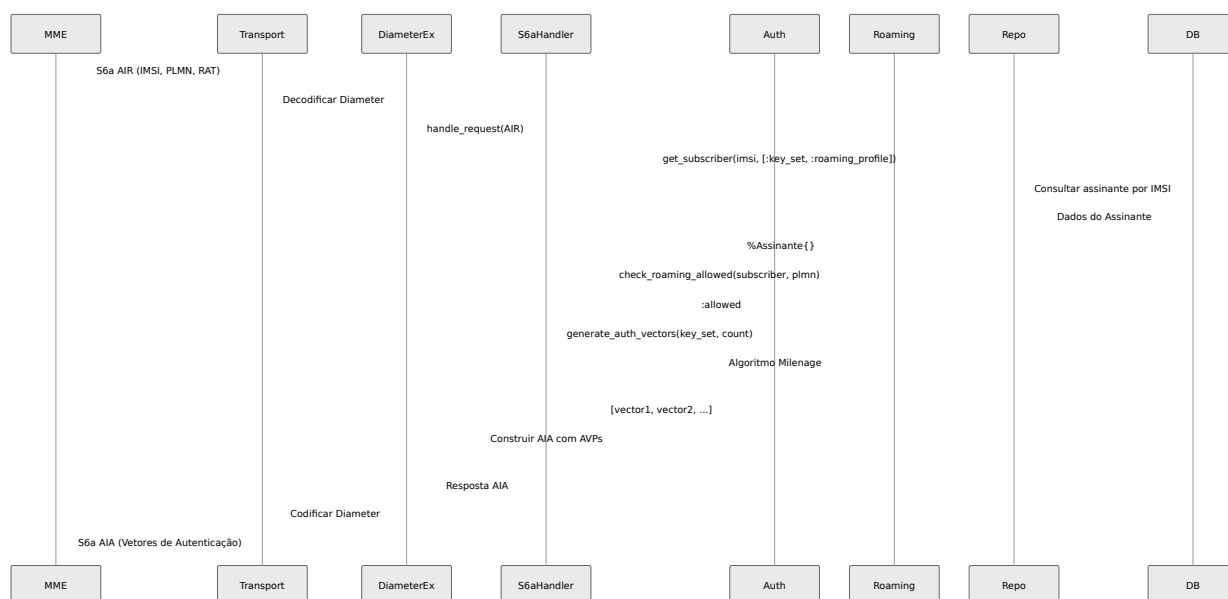 MME
Transport
DiameterEx
S6aHandler
Auth
Roaming
Repo
DB
S6a AIR (IMSI, PLMN, RAT)
Decodificar Diameter
handle_request(AIR)
get_subscriber(imsi, [:key_set, :roaming_profile])
Consultar assinante por IMSI
Dados do Assinante
%Assinante{}
check_roaming_allowed(subscriber, plmn)
:allowed
generate_auth_vectors(key_set, count)
Algoritmo Milenage
[vector1, vector2, ...]
Construir AIA com AVPs
Resposta AIA
Codificar Diameter
S6a AIA (Vetores de Autenticação)
MME
Transport
DiameterEx
S6aHandler
Auth
Roaming
Repo
DB